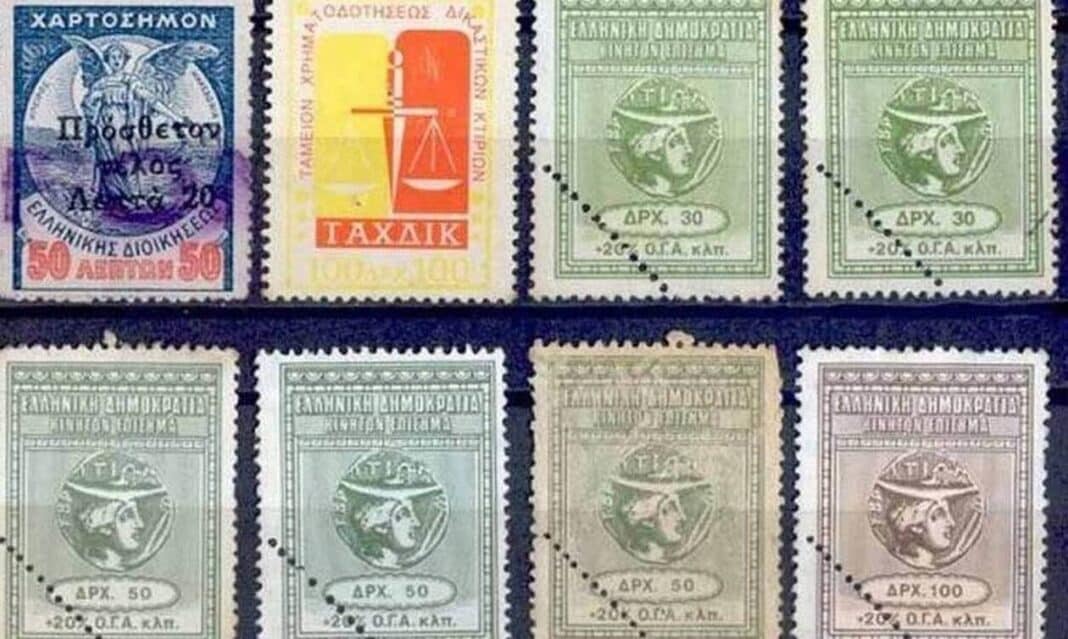 ΧΑΡΤΟΣΗΜΟΝ
Πρόσθετον
τέλος
Λεπτὰ 20
ΕΛΛΗΝΙΚΗΣ ΔΙΟΙΚΗΣΕΩΣ
50 ΛΕΠΤΩΝ 50
ΤΑΜΕΙΟΝ ΧΡΗΜΑΤΟΔΟΤΗΣΕΩΣ ΔΙΚΑΣΤΙΚΩΝ ΚΤΙΡΙΩΝ
ΤΑΧΔΙΚ
100 ΔΡΧ. 100
ΕΛΛΗΝΙΚΗ ΔΗΜΟΚΡΑΤΙΑ
ΚΙΝΗΤΟΝ ΕΠΙΣΗΜΑ
ΔΡΧ. 30
+20% Ο.Γ.Α. κλπ.
ΕΛΛΗΝΙΚΗ ΔΗΜΟΚΡΑΤΙΑ
ΚΙΝΗΤΟΝ ΕΠΙΣΗΜΑ
ΔΡΧ. 30
+20% Ο.Γ.Α. κλπ.
ΕΛΛΗΝΙΚΗ ΔΗΜΟΚΡΑΤΙΑ
ΚΙΝΗΤΟΝ ΕΠΙΣΗΜΑ
ΔΡΧ. 50
+20% Ο.Γ.Α. κλπ.
ΕΛΛΗΝΙΚΗ ΔΗΜΟΚΡΑΤΙΑ
ΚΙΝΗΤΟΝ ΕΠΙΣΗΜΑ
ΔΡΧ. 50
+20% Ο.Γ.Α. κλπ.
ΕΛΛΗΝΙΚΗ ΔΗΜΟΚΡΑΤΙΑ
ΚΙΝΗΤΟΝ ΕΠΙΣΗΜΑ
ΔΡΧ. 50
+20% Ο.Γ.Α. κλπ.
ΕΛΛΗΝΙΚΗ ΔΗΜΟΚΡΑΤΙΑ
ΚΙΝΗΤΟΝ ΕΠΙΣΗΜΑ
ΔΡΧ. 100
+20% Ο.Γ.Α. κλπ.